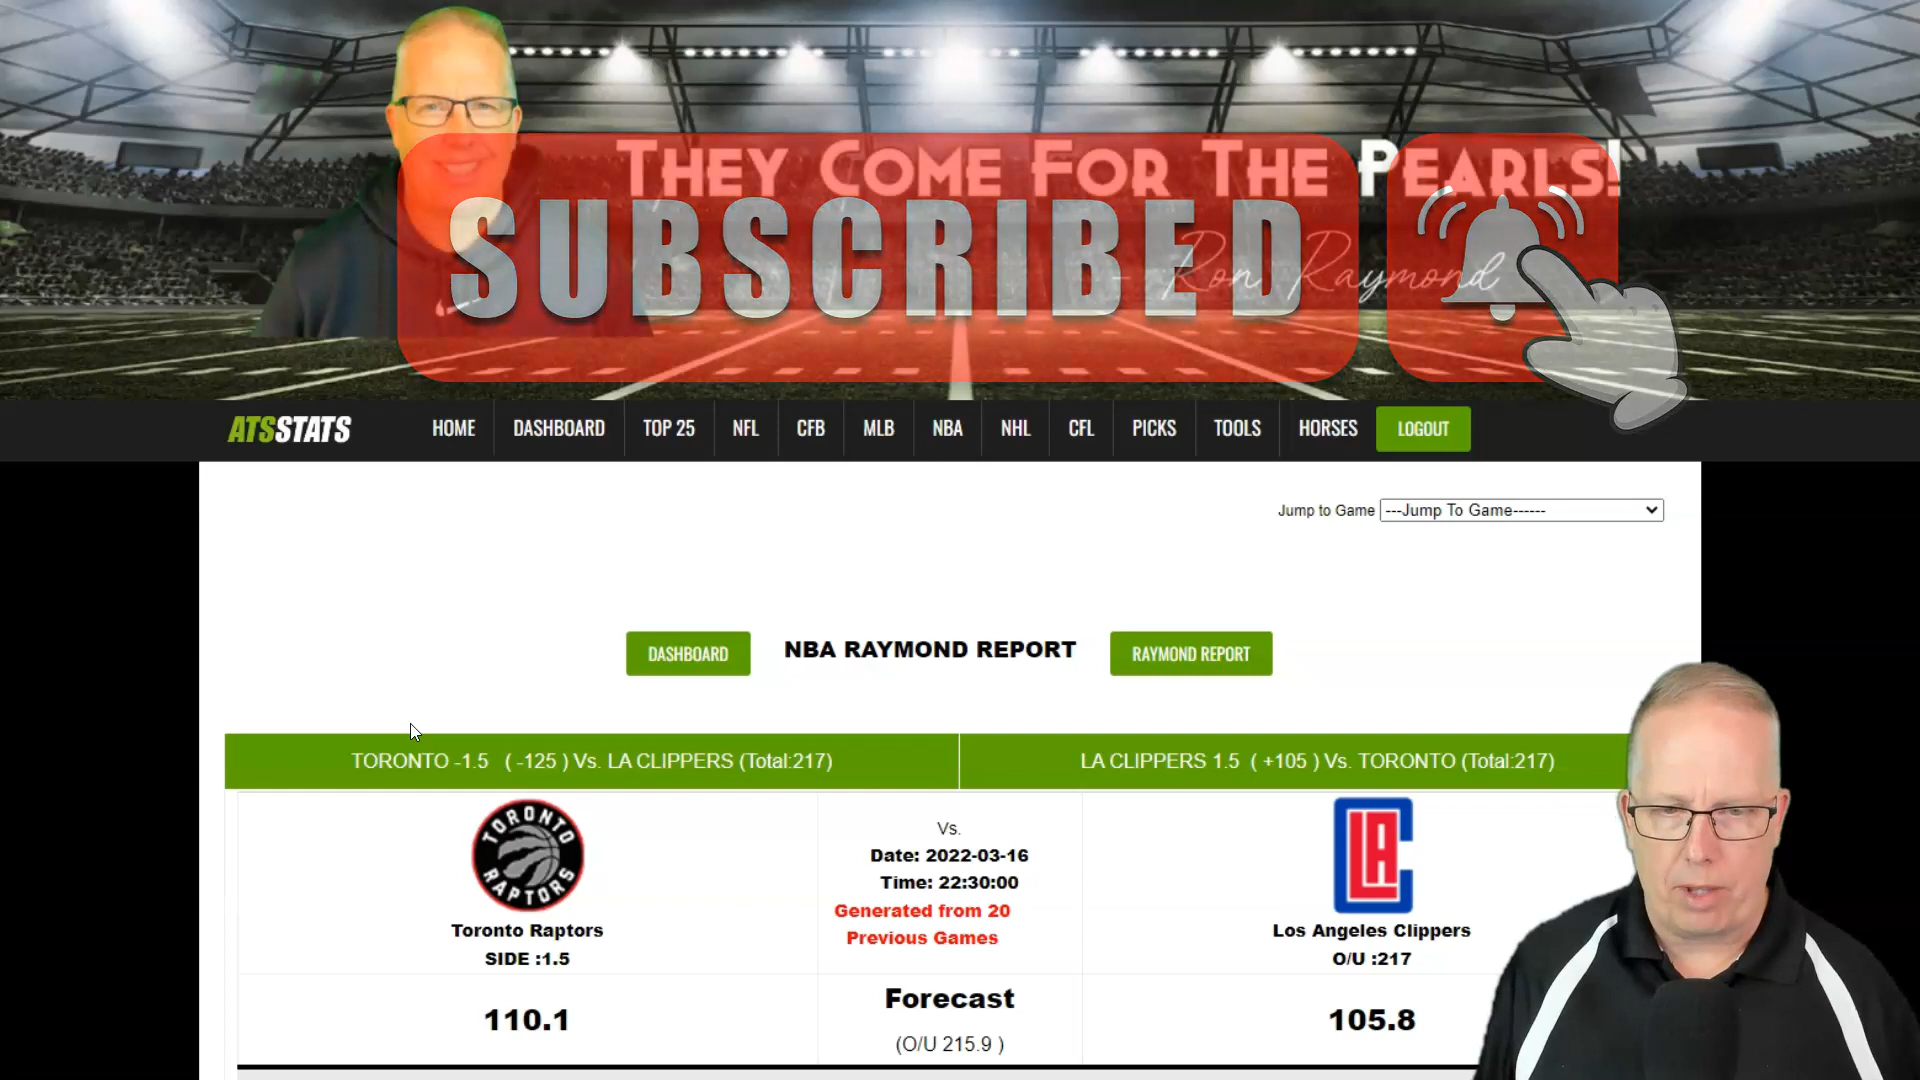 THEY COME FOR THE PEARLS!
SUBSCRIBED
- Ron Raymond
ATSSTATS
HOME
DASHBOARD
TOP 25
NFL
CFB
MLB
NBA
NHL
CFL
PICKS
TOOLS
HORSES
LOGOUT
Jump to Game
---Jump To Game------
DASHBOARD
NBA RAYMOND REPORT
RAYMOND REPORT
TORONTO -1.5 ( -125 ) Vs. LA CLIPPERS (Total:217)
LA CLIPPERS 1.5 ( +105 ) Vs. TORONTO (Total:217)
TORONTO
RAPTORS
Toronto Raptors
SIDE :1.5
Vs.
Date: 2022-03-16
Time: 22:30:00
Generated from 20
Previous Games
LA
Los Angeles Clippers
O/U :217
110.1
Forecast
(O/U 215.9 )
105.8